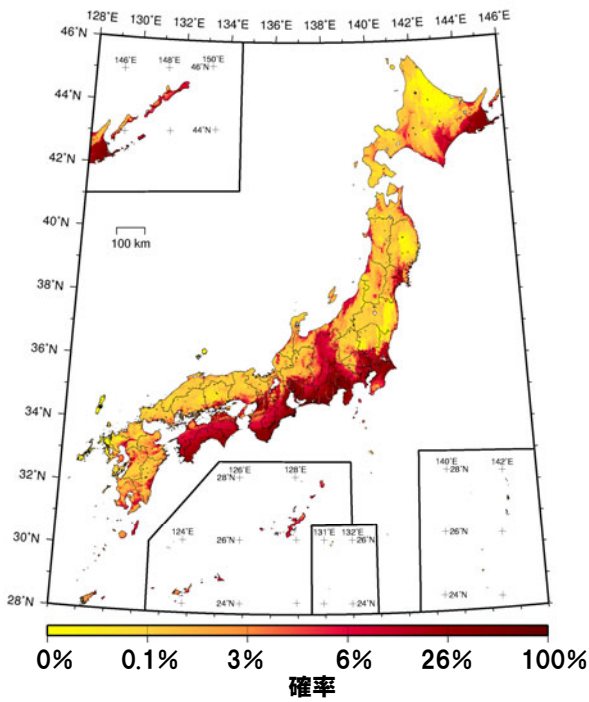 128°E 130°E 132°E 134°E 136°E 138°E 140°E 142°E 144°E 146°E
46°N
146°E 148°E 150°E
46°N
44°N
44°N
42°N
40°N
100 km
38°N
36°N
34°N
32°N
126°E 128°E
28°N
140°E 142°E
28°N
30°N
124°E
26°N
131°E 132°E
26°N
26°N
28°N
24°N
24°N
24°N
0% 0.1% 3% 6% 26% 100%
確率